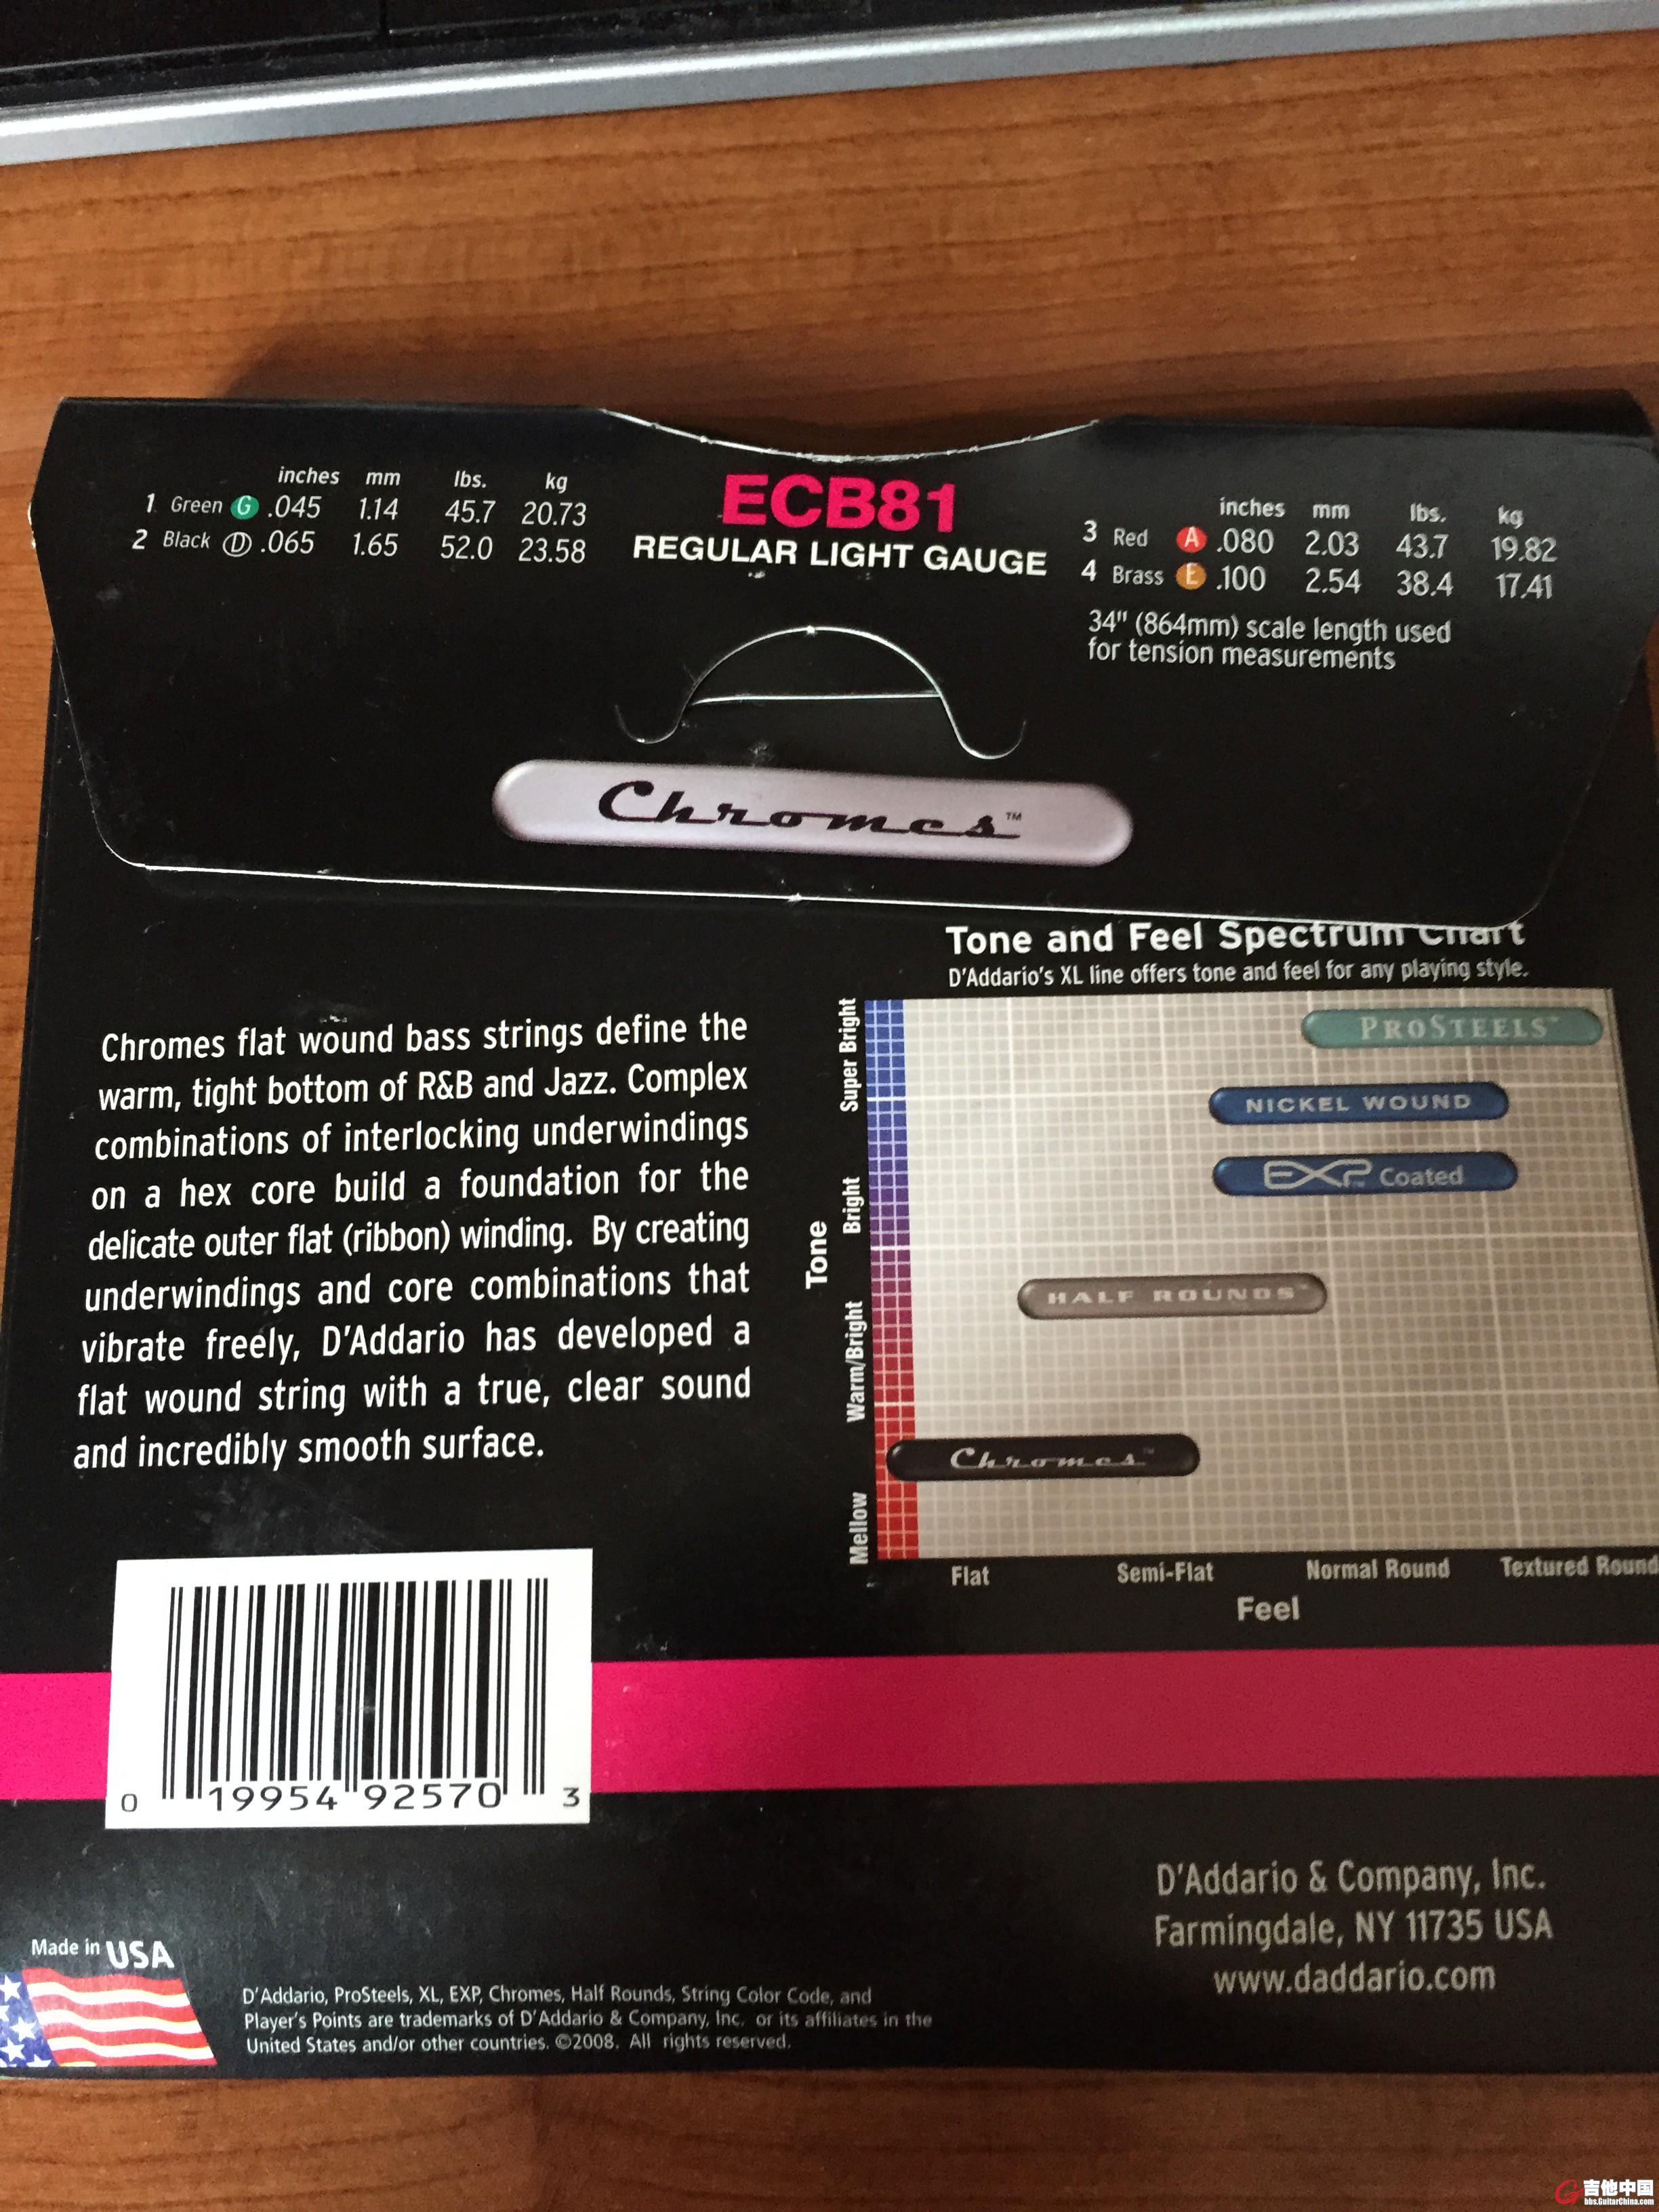 inches mm lbs. kg
1 Green G .045 1.14 45.7 20.73
2 Black D .065 1.65 52.0 23.58
ECB81
REGULAR LIGHT GAUGE
inches mm lbs. kg
3 Red A .080 2.03 43.7 19.82
4 Brass E .100 2.54 38.4 17.41
34" (864mm) scale length used
for tension measurements
Chromes™
Tone and Feel Spectrum Chart
D'Addario's XL line offers tone and feel for any playing style.
Chromes flat wound bass strings define the
warm, tight bottom of R&B and Jazz. Complex
combinations of interlocking underwindings
on a hex core build a foundation for the
delicate outer flat (ribbon) winding. By creating
underwindings and core combinations that
vibrate freely, D'Addario has developed a
flat wound string with a true, clear sound
and incredibly smooth surface.
Tone
Super Bright
Bright
Warm/Bright
Mellow
PROSTEELS™
NICKEL WOUND
EXP Coated
HALF ROUNDS™
Chromes™
Flat Semi-Flat Normal Round Textured Round
Feel
0 19954 92570 3
D'Addario & Company, Inc.
Farmingdale, NY 11735 USA
www.daddario.com
Made in USA
D'Addario, ProSteels, XL, EXP, Chromes, Half Rounds, String Color Code, and
Player's Points are trademarks of D'Addario & Company, Inc. or its affiliates in the
United States and/or other countries. ©2008. All rights reserved.
吉他中国
bbs.GuitarChina.com